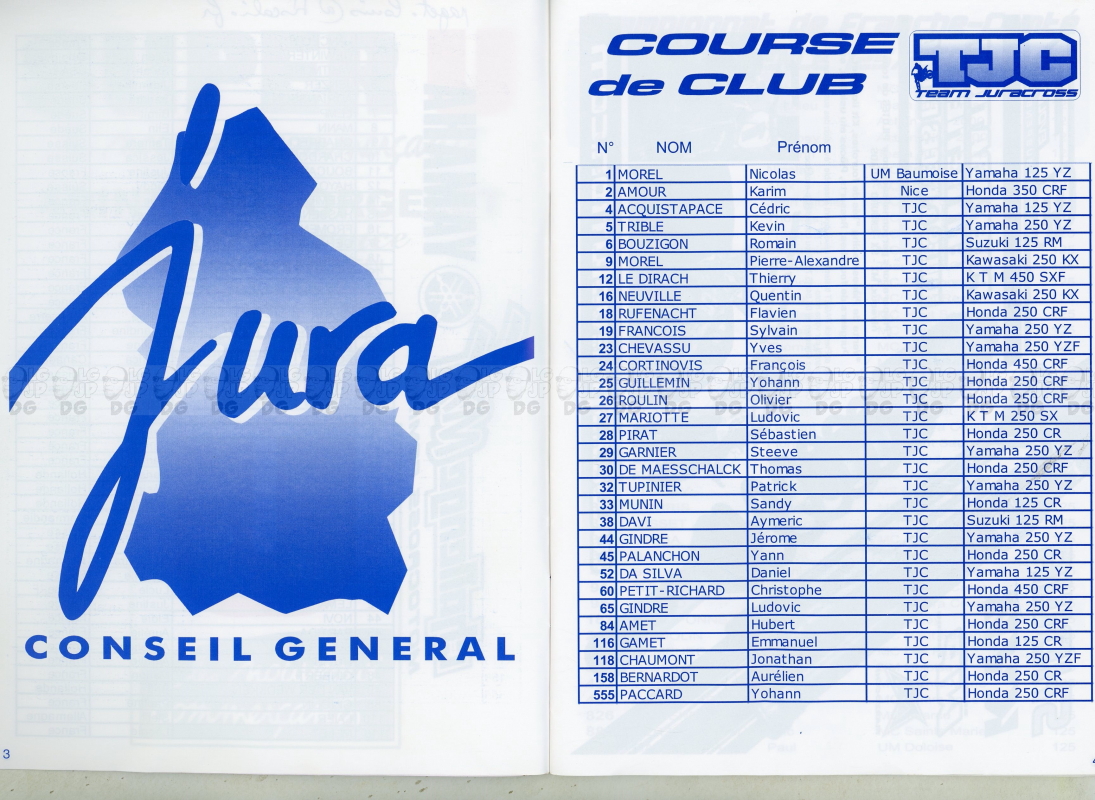 Jura
CONSEIL GENERAL
3
COURSE
de CLUB
TJC
TEAM JURACROSS
N° NOM Prénom
1 MOREL Nicolas UM Baumoise Yamaha 125 YZ
2 AMOUR Karim Nice Honda 350 CRF
4 ACQUISTAPACE Cédric TJC Yamaha 125 YZ
5 TRIBLE Kevin TJC Yamaha 250 YZ
6 BOUZIGON Romain TJC Suzuki 125 RM
9 MOREL Pierre-Alexandre TJC Kawasaki 250 KX
12 LE DIRACH Thierry TJC K T M 450 SXF
16 NEUVILLE Quentin TJC Kawasaki 250 KX
18 RUFENACHT Flavien TJC Honda 250 CRF
19 FRANCOIS Sylvain TJC Yamaha 250 YZ
23 CHEVASSU Yves TJC Yamaha 250 YZF
24 CORTINOVIS François TJC Honda 450 CRF
25 GUILLEMIN Yohann TJC Honda 250 CRF
26 ROULIN Olivier TJC Honda 250 CRF
27 MARIOTTE Ludovic TJC K T M 250 SX
28 PIRAT Sébastien TJC Honda 250 CR
29 GARNIER Steeve TJC Yamaha 250 YZ
30 DE MAESSCHALCK Thomas TJC Honda 250 CRF
32 TUPINIER Patrick TJC Yamaha 250 YZ
33 MUNIN Sandy TJC Honda 125 CR
38 DAVI Aymeric TJC Suzuki 125 RM
44 GINDRE Jérome TJC Yamaha 250 YZ
45 PALANCHON Yann TJC Honda 250 CR
52 DA SILVA Daniel TJC Yamaha 125 YZ
60 PETIT-RICHARD Christophe TJC Honda 450 CRF
65 GINDRE Ludovic TJC Yamaha 250 YZ
84 AMET Hubert TJC Honda 250 CRF
116 GAMET Emmanuel TJC Honda 125 CR
118 CHAUMONT Jonathan TJC Yamaha 250 YZF
158 BERNARDOT Aurélien TJC Honda 250 CR
555 PACCARD Yohann TJC Honda 250 CRF